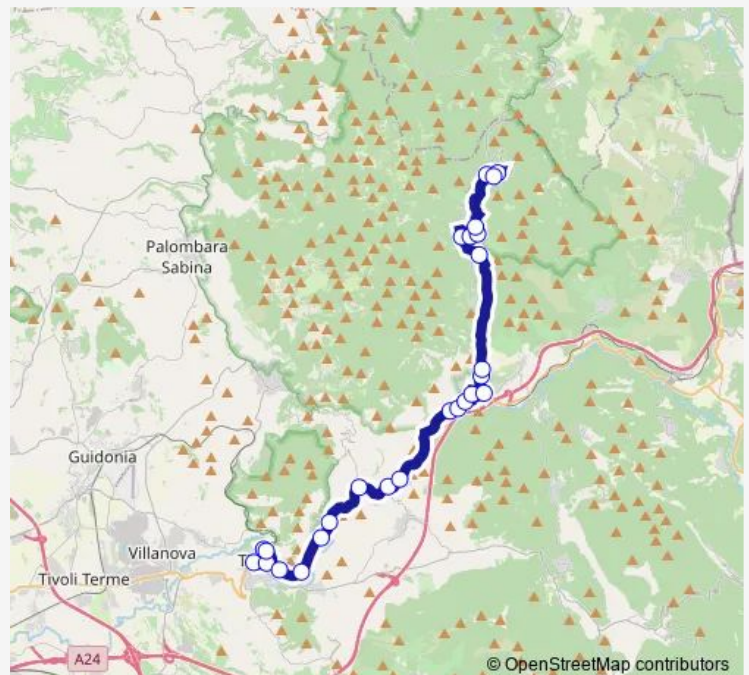 Palombara
Sabina
Guidonia
Villanova
T
Tivoli Terme
A24
© OpenStreetMap contributors